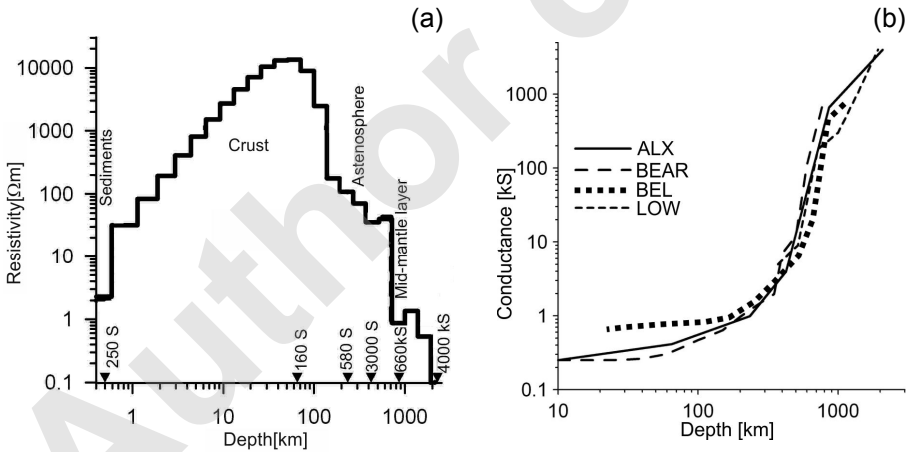 (a)
Resistivity[Ωm]
10000
1000
100
10
1
0.1
Sediments
Crust
Astenosphere
Mid-mantle layer
250 S
160 S
580 S
3000 S
660kS
4000 kS
1
10
100
1000
Depth[km]
(b)
Conductance [kS]
1000
100
10
1
0.1
ALX
BEAR
BEL
LOW
10
100
1000
Depth [km]
Author